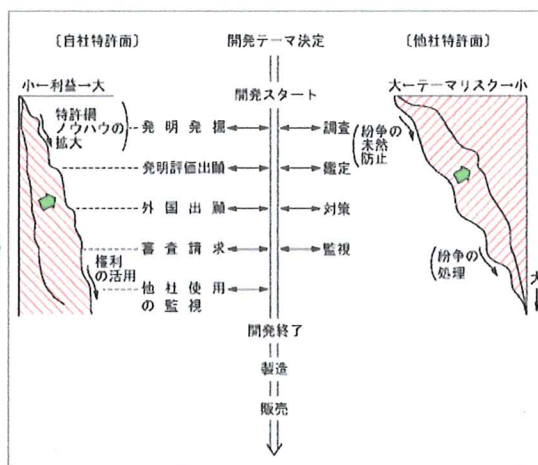 〔自社特許面〕 開発テーマ決定 〔他社特許面〕
小←利益→大 開発スタート 大←テーマリスク→小
特許網
ノウハウの
拡大
発明発掘 調査
紛争の
未然
防止
発明評価出願 鑑定
外国出願 対策
審査請求 監視
権利
の活用
紛争の
処理
他社使用
の監視
大
開発終了
製造
販売